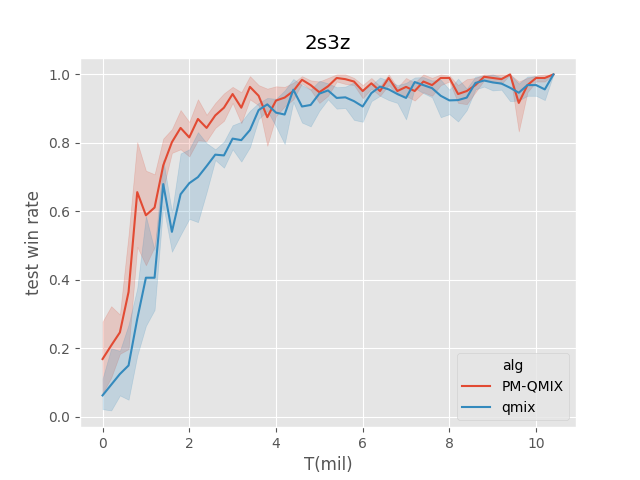 2s3z
test win rate
1.0
0.8
0.6
0.4
0.2
0.0
0 2 4 6 8 10
T(mil)
alg
PM-QMIX
qmix